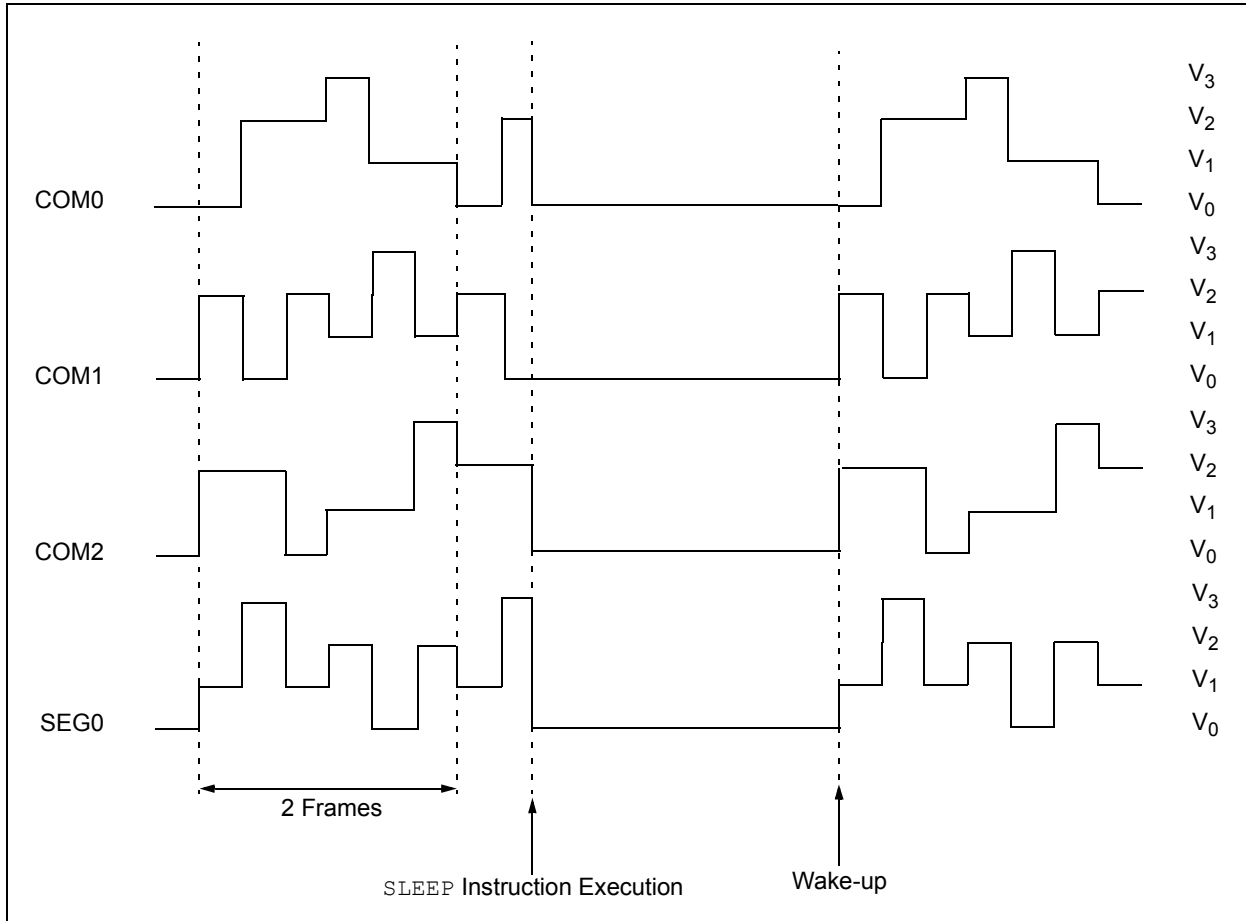 V3
V2
V1
COM0
V0
V3
V2
V1
COM1
V0
V3
V2
V1
COM2
V0
V3
V2
V1
SEG0
V0
2 Frames
SLEEP Instruction Execution
Wake-up